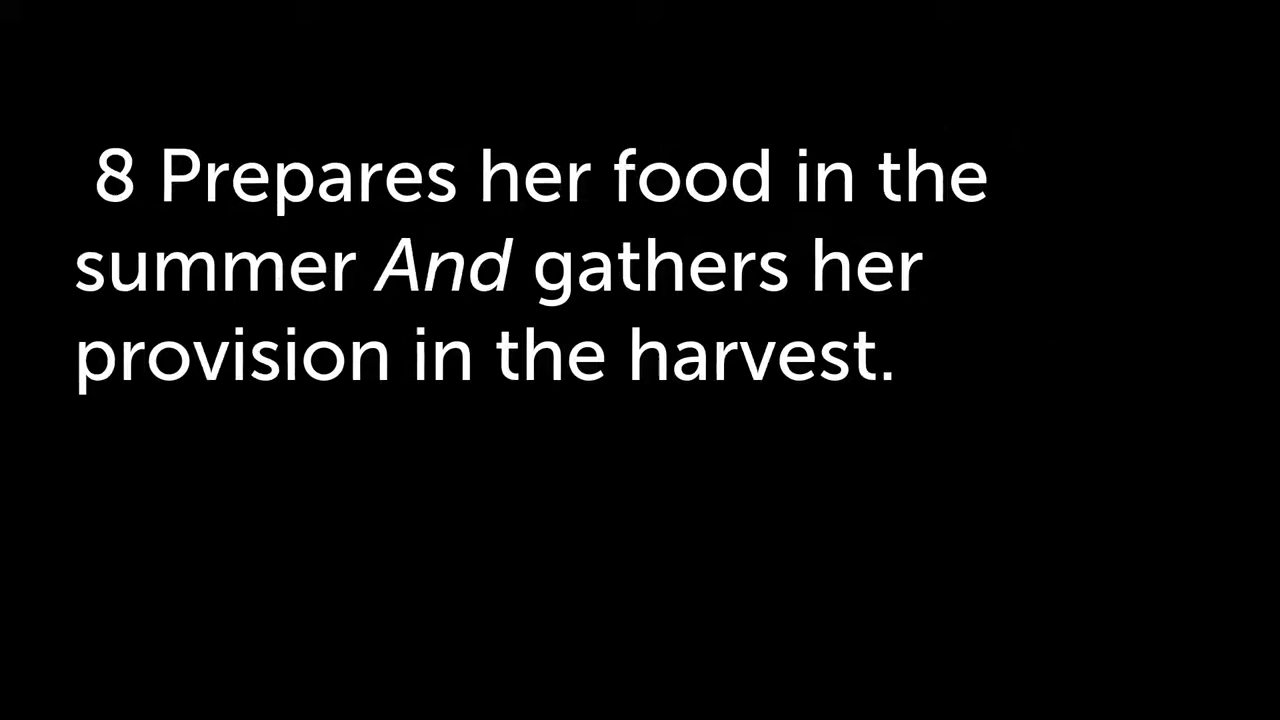 8 Prepares her food in the
summer And gathers her
provision in the harvest.